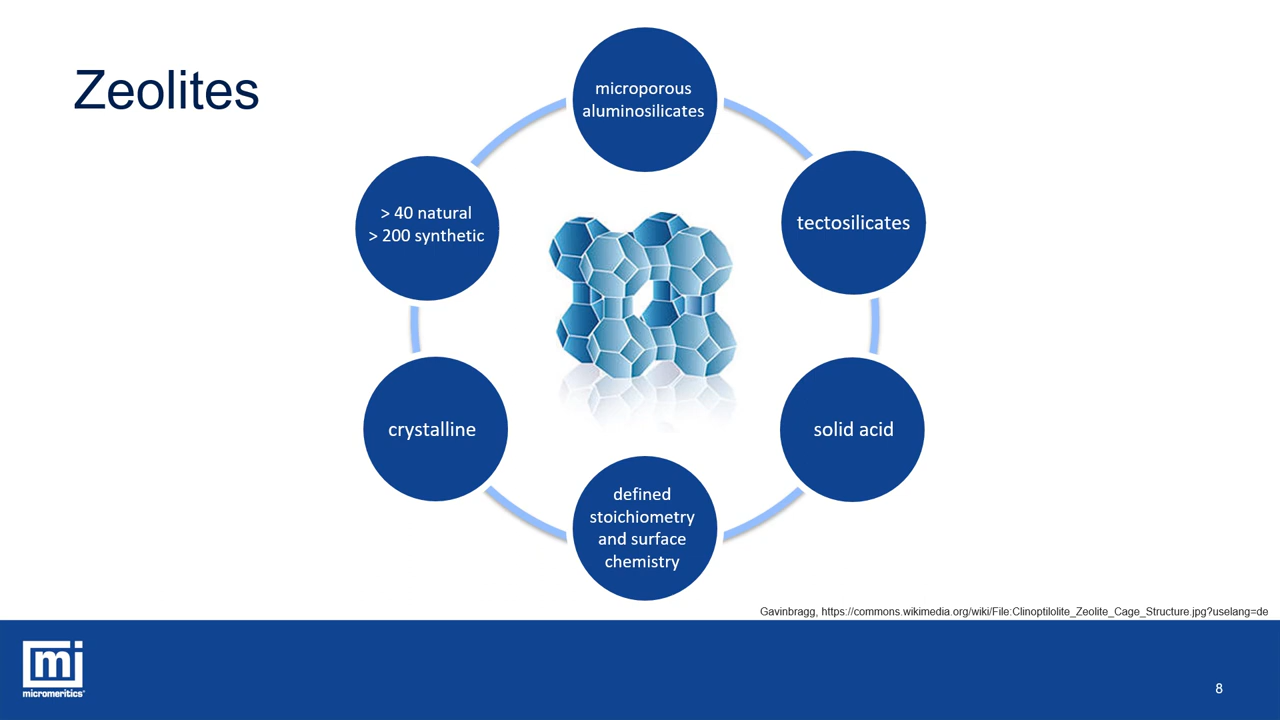 Zeolites
microporous
aluminosilicates
tectosilicates
solid acid
defined
stoichiometry
and surface
chemistry
crystalline
> 40 natural
> 200 synthetic
Gavinbragg, https://commons.wikimedia.org/wiki/File:Clinoptilolite_Zeolite_Cage_Structure.jpg?uselang=de
mi
micromeritics®
8